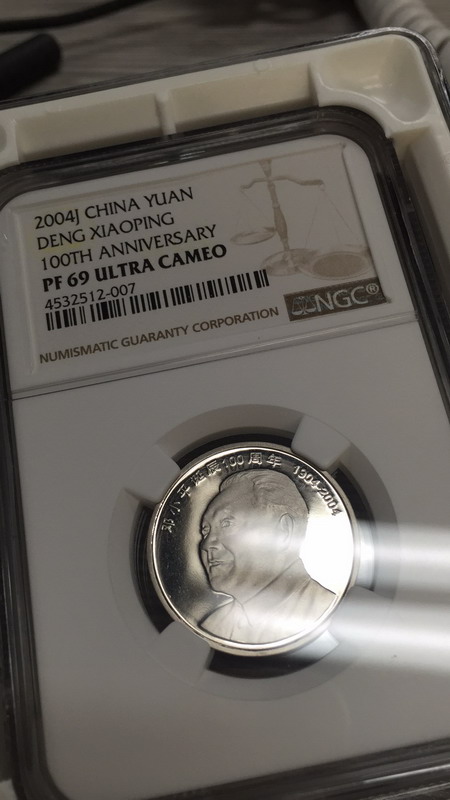 2004J CHINA YUAN
DENG XIAOPING
100TH ANNIVERSARY
PF 69 ULTRA CAMEO
4532512-007
NGC®
NUMISMATIC GUARANTY CORPORATION
邓小平诞辰100周年 1904-2004